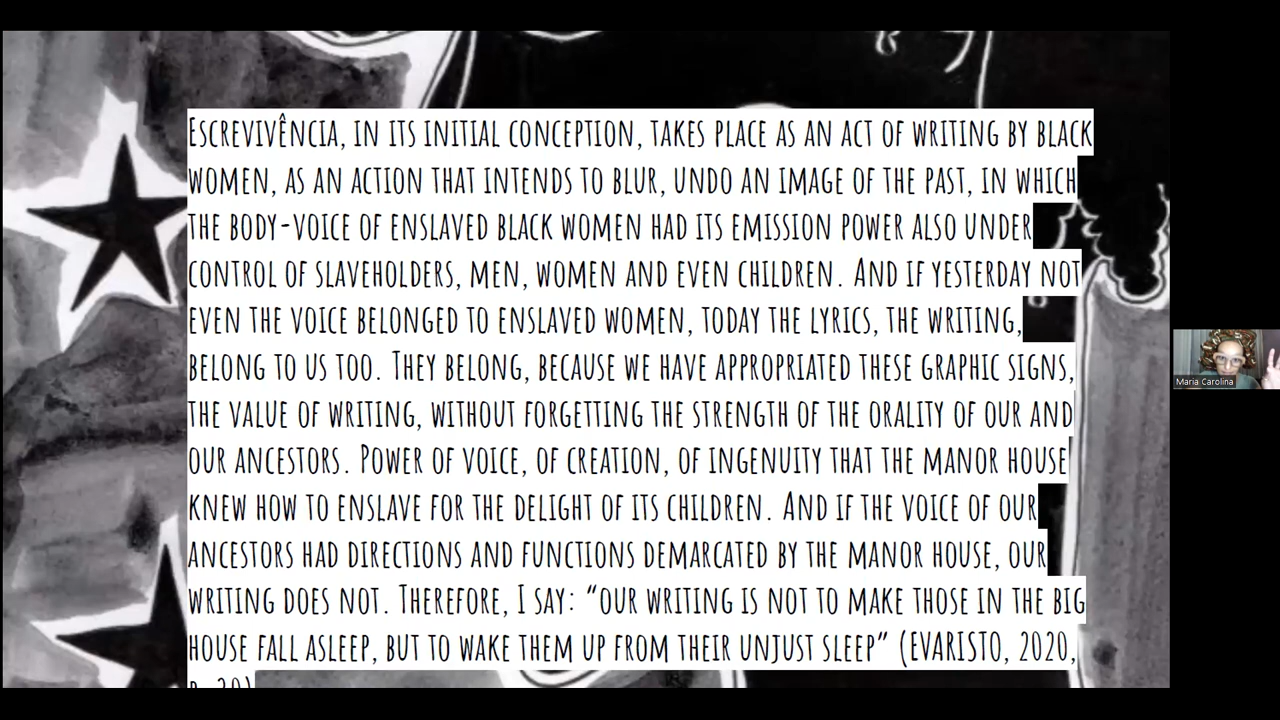 Escrevivência, in its initial conception, takes place as an act of writing by black
women, as an action that intends to blur, undo an image of the past, in which
the body-voice of enslaved black women had its emission power also under
control of slaveholders, men, women and even children. And if yesterday not
even the voice belonged to enslaved women, today the lyrics, the writing,
belong to us too. They belong, because we have appropriated these graphic signs,
the value of writing, without forgetting the strength of the orality of our and
our ancestors. Power of voice, of creation, of ingenuity that the manor house
knew how to enslave for the delight of its children. And if the voice of our
ancestors had directions and functions demarcated by the manor house, our
writing does not. Therefore, I say: “our writing is not to make those in the big
house fall asleep, but to wake them up from their unjust sleep” (EVARISTO, 2020,
Maria Carolina